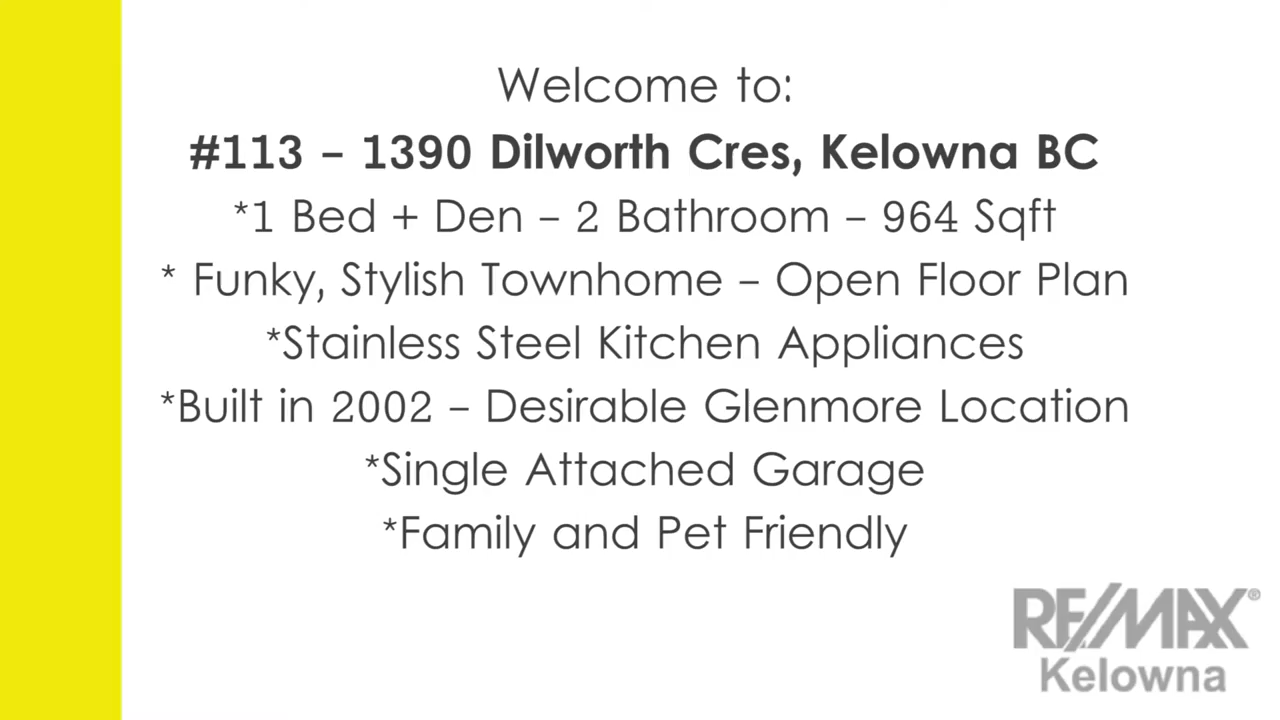 Welcome to:
#113 – 1390 Dilworth Cres, Kelowna BC
*1 Bed + Den – 2 Bathroom – 964 Sqft
* Funky, Stylish Townhome – Open Floor Plan
*Stainless Steel Kitchen Appliances
*Built in 2002 – Desirable Glenmore Location
*Single Attached Garage
*Family and Pet Friendly
RE/MAX®
Kelowna